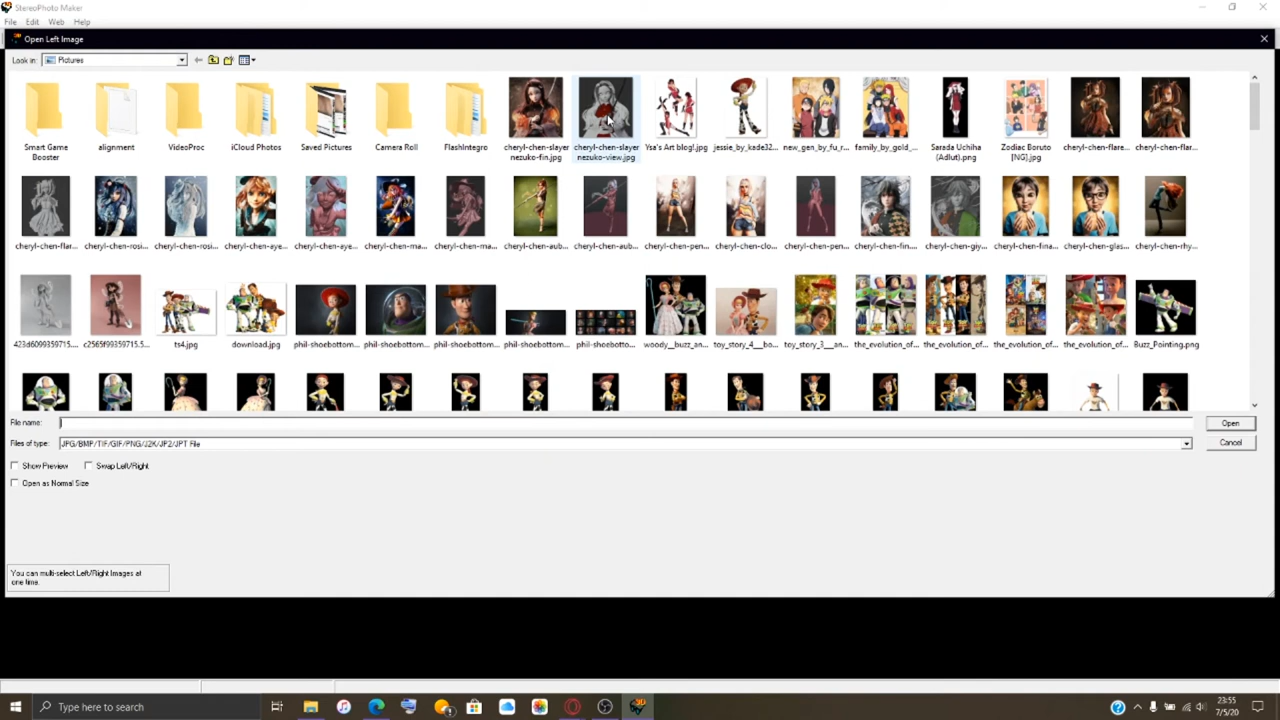 StereoPhoto Maker
File Edit Web Help
Open Left Image
Look in: Pictures
Smart Game Booster
alignment
VideoProc
iCloud Photos
Saved Pictures
Camera Roll
FlashIntegro
cheryl-chen-slayer nezuko-fin.jpg
cheryl-chen-slayer nezuko-view.jpg
Ysa's Art blog!.jpg
jessie_by_kade32...
new_gen_by_fu_r...
family_by_gold_...
Sarada Uchiha (Adlut).png
Zodiac Boruto [NG].jpg
cheryl-chen-flar...
cheryl-chen-flar...
cheryl-chen-flar...
cheryl-chen-rosi...
cheryl-chen-rosi...
cheryl-chen-aye...
cheryl-chen-aye...
cheryl-chen-ma...
cheryl-chen-ma...
cheryl-chen-aub...
cheryl-chen-aub...
cheryl-chen-pen...
cheryl-chen-clo...
cheryl-chen-pen...
cheryl-chen-fin...
cheryl-chen-giy...
cheryl-chen-fina...
cheryl-chen-glas...
cheryl-chen-rhy...
423d6099359715....
c2565f99359715.5...
ts4.jpg
download.jpg
phil-shoebottom...
phil-shoebottom...
phil-shoebottom...
phil-shoebottom...
phil-shoebotto...
woody__buzz_an...
toy_story_4__bo...
toy_story_3__an...
the_evolution_of...
the_evolution_of...
the_evolution_of...
the_evolution_of...
Buzz_Pointing.png
File name:
Open
Files of type: JPG/BMP/TIF/GIF/PNG/J2K/JP2/JPT File
Cancel
Show Preview Swap Left/Right
Open as Normal Size
You can multi-select Left/Right Images at
one time.
Type here to search
23:55
7/5/20